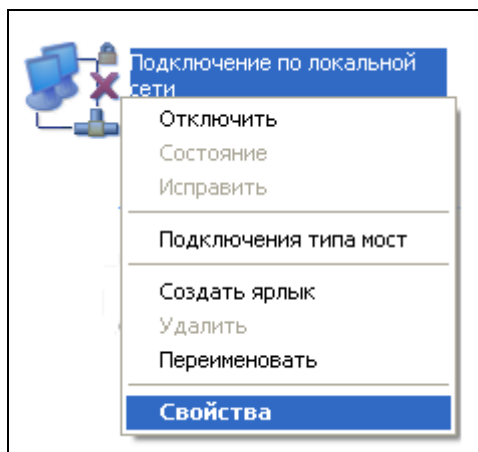 Подключение по локальной
сети
Отключить
Состояние
Исправить
Подключения типа мост
Создать ярлык
Удалить
Переименовать
Свойства